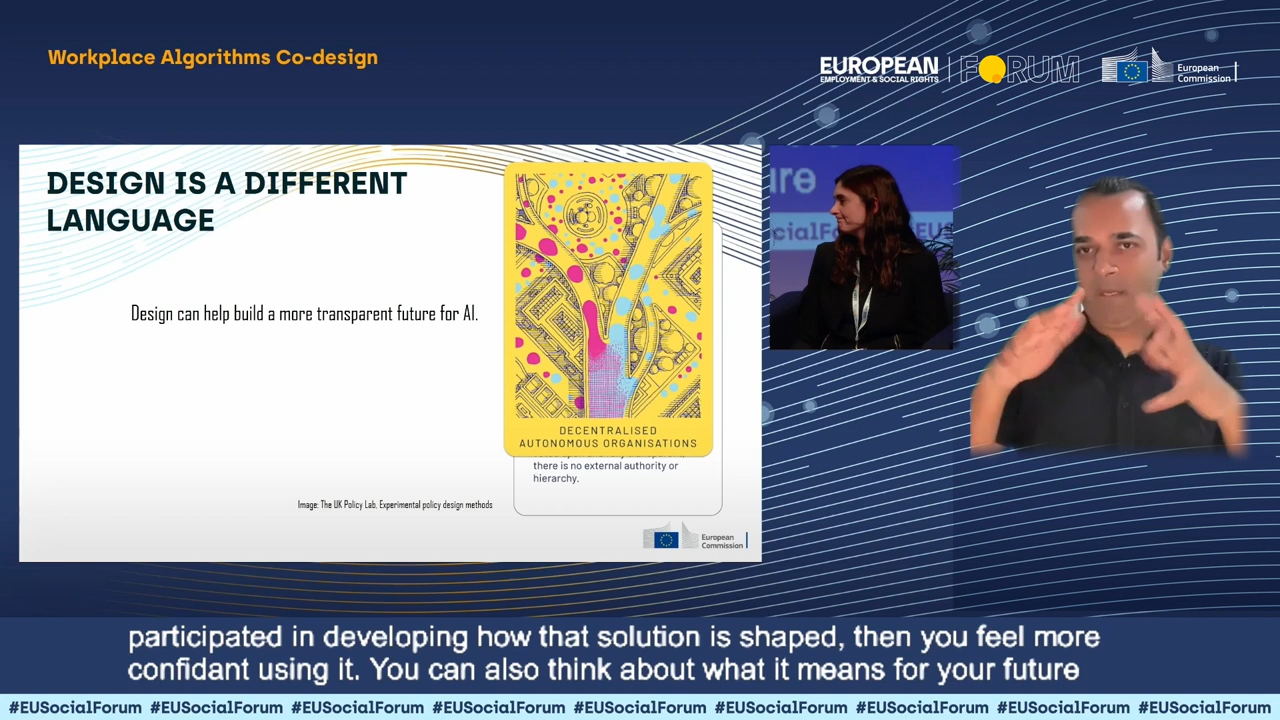 Workplace Algorithms Co-design
EUROPEAN
EMPLOYMENT & SOCIAL RIGHTS
FORUM
European
Commission
DESIGN IS A DIFFERENT
LANGUAGE
Design can help build a more transparent future for AI.
DECENTRALISED
AUTONOMOUS ORGANISATIONS
there is no external authority or
hierarchy.
Image: The UK Policy Lab. Experimental policy design methods
European
Commission
ure
cialFo
EUS
participated in developing how that solution is shaped, then you feel more
confidant using it. You can also think about what it means for your future
#EUSocialForum #EUSocialForum #EUSocialForum #EUSocialForum #EUSocialForum #EUSocialForum #EUSocialForum #EUSocialForum #EUSocialForum